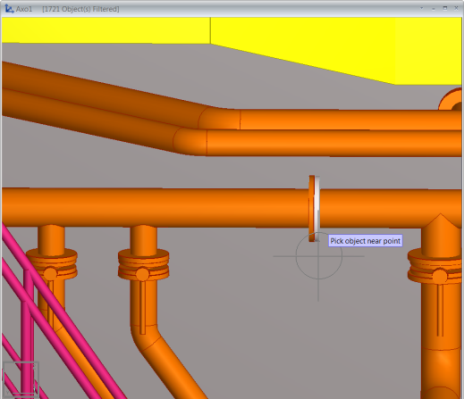 Axo1 [1721 Object(s) Filtered]
Pick object near point